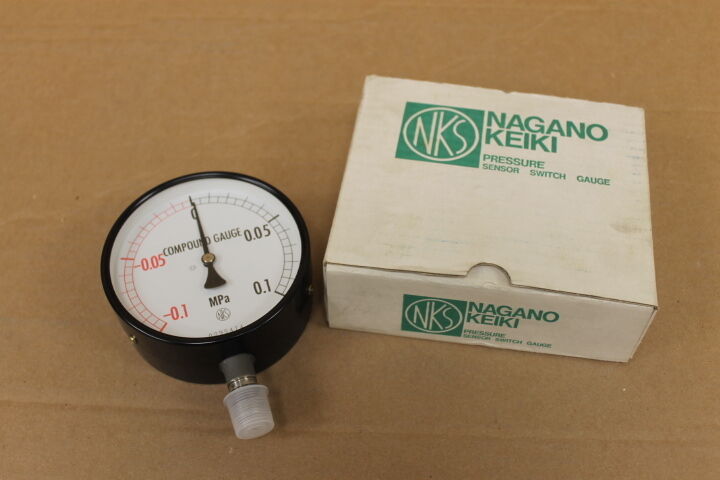 0
COMPOUND GAUGE
-0.05
0.05
-0.1
0.1
MPa
NKS
NKS
NAGANO
KEIKI
PRESSURE
SENSOR SWITCH GAUGE
NKS
NAGANO
KEIKI
PRESSURE
SENSOR SWITCH GAUGE